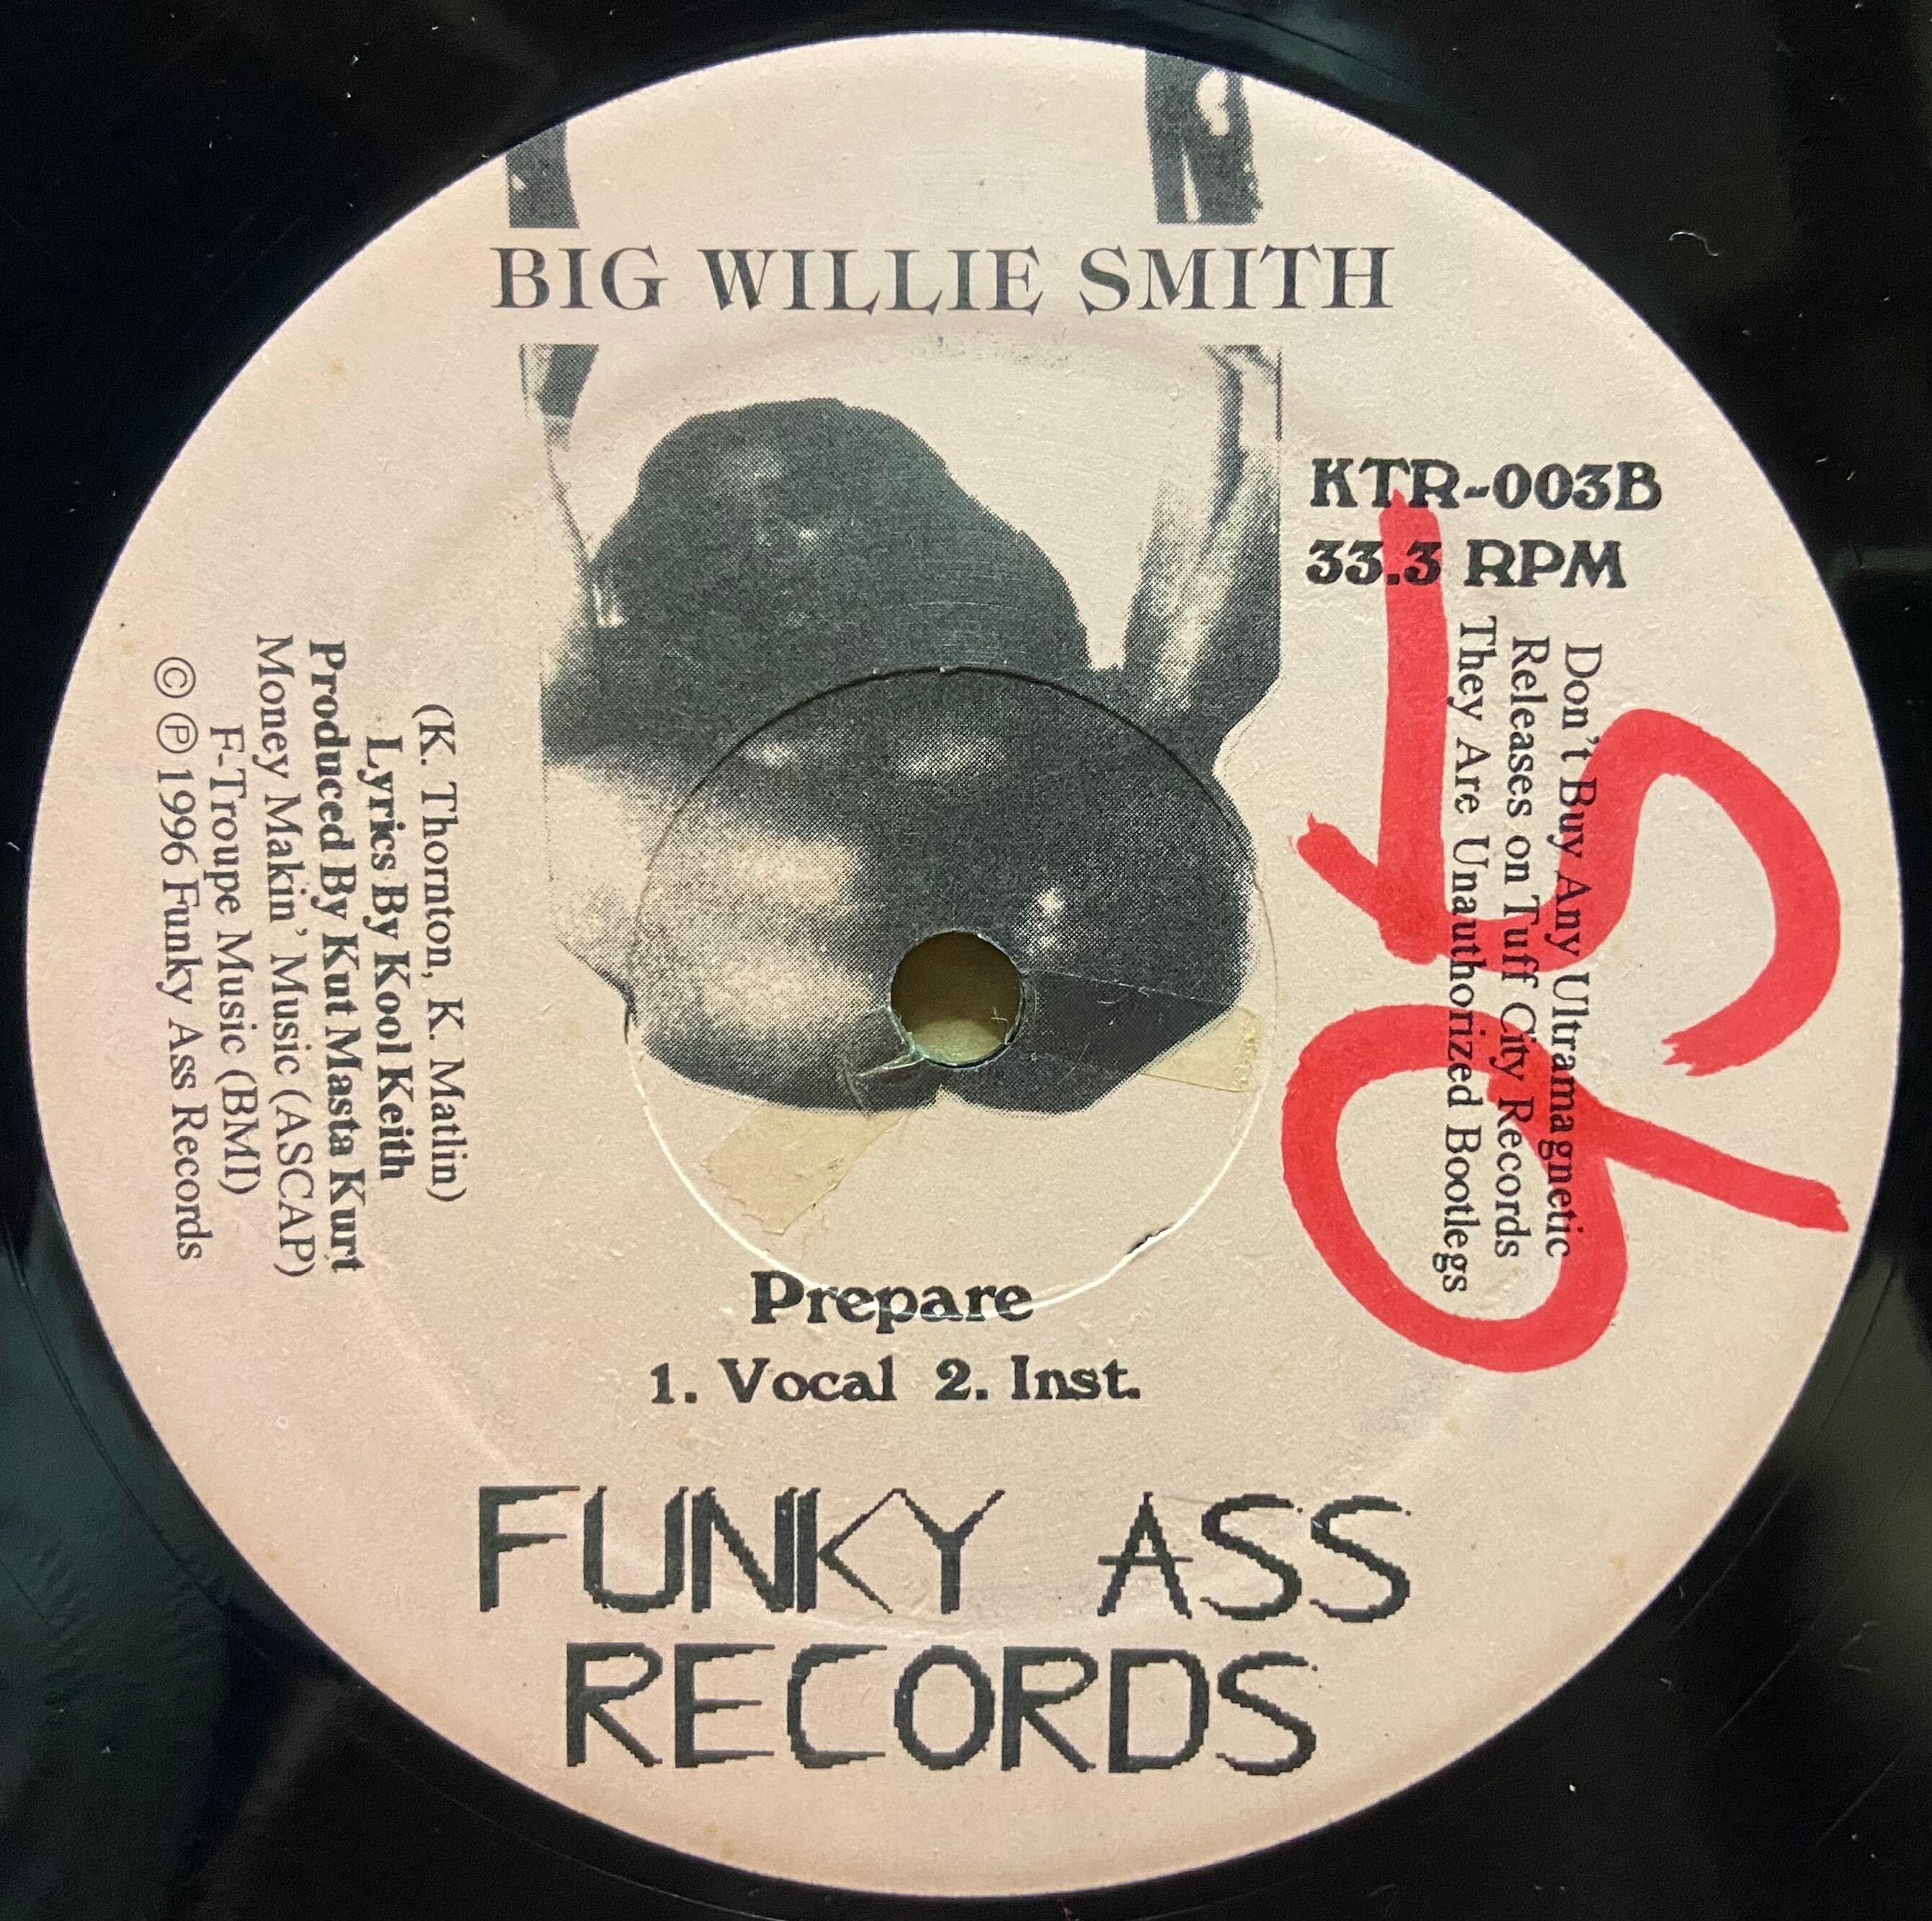 BIG WILLIE SMITH
KTR-003B
33.3 RPM
Don't Buy Any Ultramagnetic
Releases on Tuff City Records
They Are Unauthorized Bootlegs
(K. Thornton, K. Matlin)
Lyrics By Kool Keith
Produced By Kut Masta Kurt
Money Makin' Music (ASCAP)
F-Troupe Music (BMI)
© ℗ 1996 Funky Ass Records
Prepare
1. Vocal 2. Inst.
FUNKY ASS
RECORDS